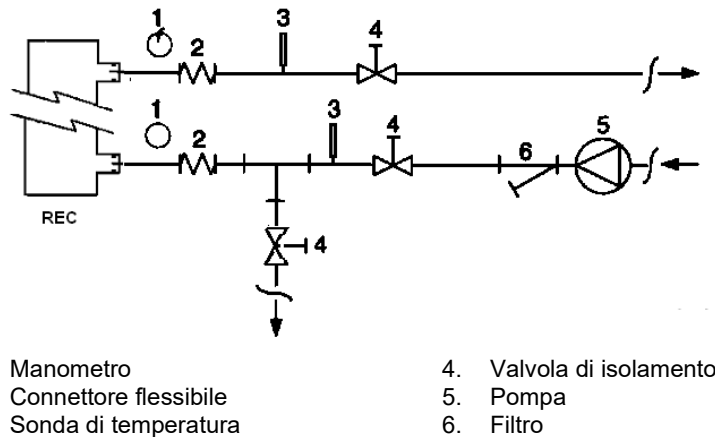 1 2 3 4
1 2 3 4 6 5
REC
4
Manometro
Connettore flessibile
Sonda di temperatura
4. Valvola di isolamento
5. Pompa
6. Filtro